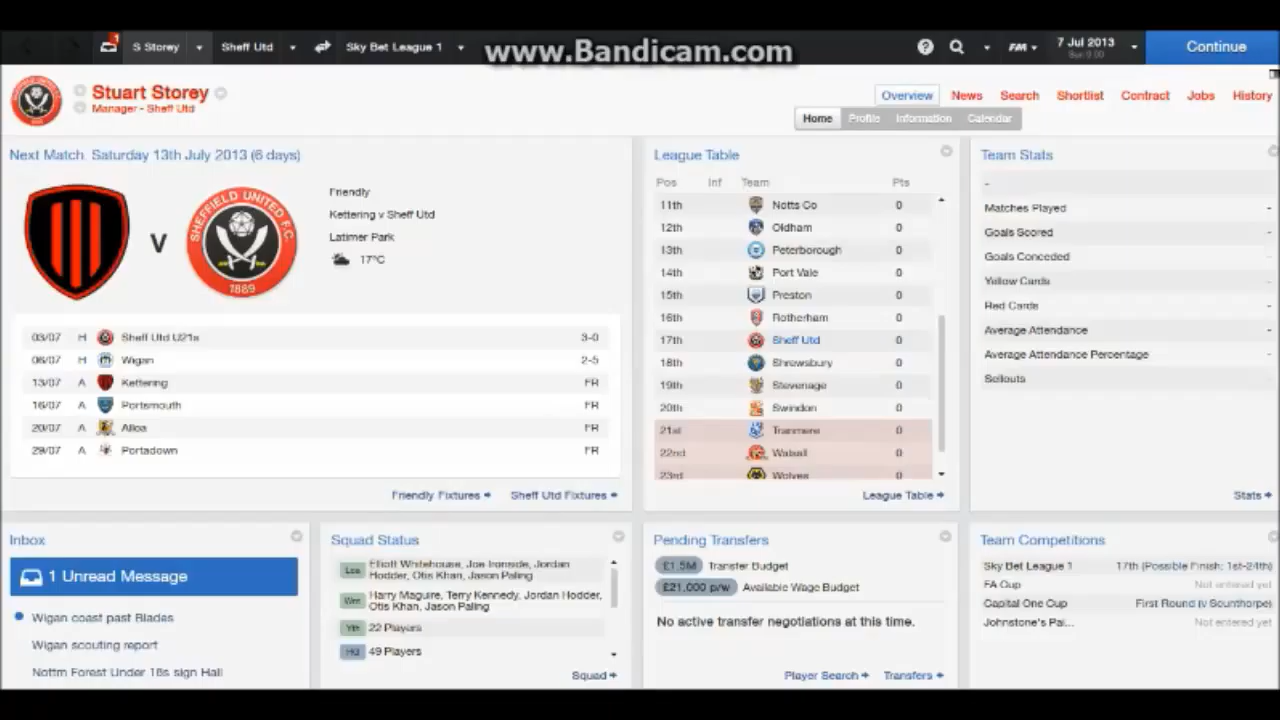 S Storey
Sheff Utd
Sky Bet League 1
www.Bandicam.com
FM
7 Jul 2013
Continue
Stuart Storey
Manager - Sheff Utd
Overview News Search Shortlist Contract Jobs History
Home Profile Information Calendar
Next Match: Saturday 13th July 2013 (6 days)
V
SHEFFIELD UNITED F.C.
1889
Friendly
Kettering v Sheff Utd
Latimer Park
17°C
03/07 H Sheff Utd U21s 3-0
06/07 H Wigan 2-5
13/07 A Kettering FR
16/07 A Portsmouth FR
20/07 A Alloa FR
29/07 A Portadown FR
Friendly Fixtures
Sheff Utd Fixtures
League Table
Pos Inf Team Pts
11th Notts Co 0
12th Oldham 0
13th Peterborough 0
14th Port Vale 0
15th Preston 0
16th Rotherham 0
17th Sheff Utd 0
18th Shrewsbury 0
19th Stevenage 0
20th Swindon 0
21st Tranmere 0
22nd Walsall 0
23rd Wolves 0
League Table
Team Stats
-
Matches Played -
Goals Scored -
Goals Conceded -
Yellow Cards -
Red Cards -
Average Attendance -
Average Attendance Percentage -
Sellouts -
Stats
Inbox
1 Unread Message
Wigan coast past Blades
Wigan scouting report
Nottm Forest Under 18s sign Hall
Squad Status
Loa Elliott Whitehouse, Joe Ironside, Jordan
Hodder, Otis Khan, Jason Paling
Wnt Harry Maguire, Terry Kennedy, Jordan Hodder,
Otis Khan, Jason Paling
Yth 22 Players
HG 49 Players
Squad
Pending Transfers
£1.5M Transfer Budget
£21,000 p/w Available Wage Budget
No active transfer negotiations at this time.
Player Search
Transfers
Team Competitions
Sky Bet League 1 17th (Possible Finish: 1st-24th)
FA Cup Not entered yet
Capital One Cup First Round (v Scunthorpe)
Johnstone's Pai... Not entered yet